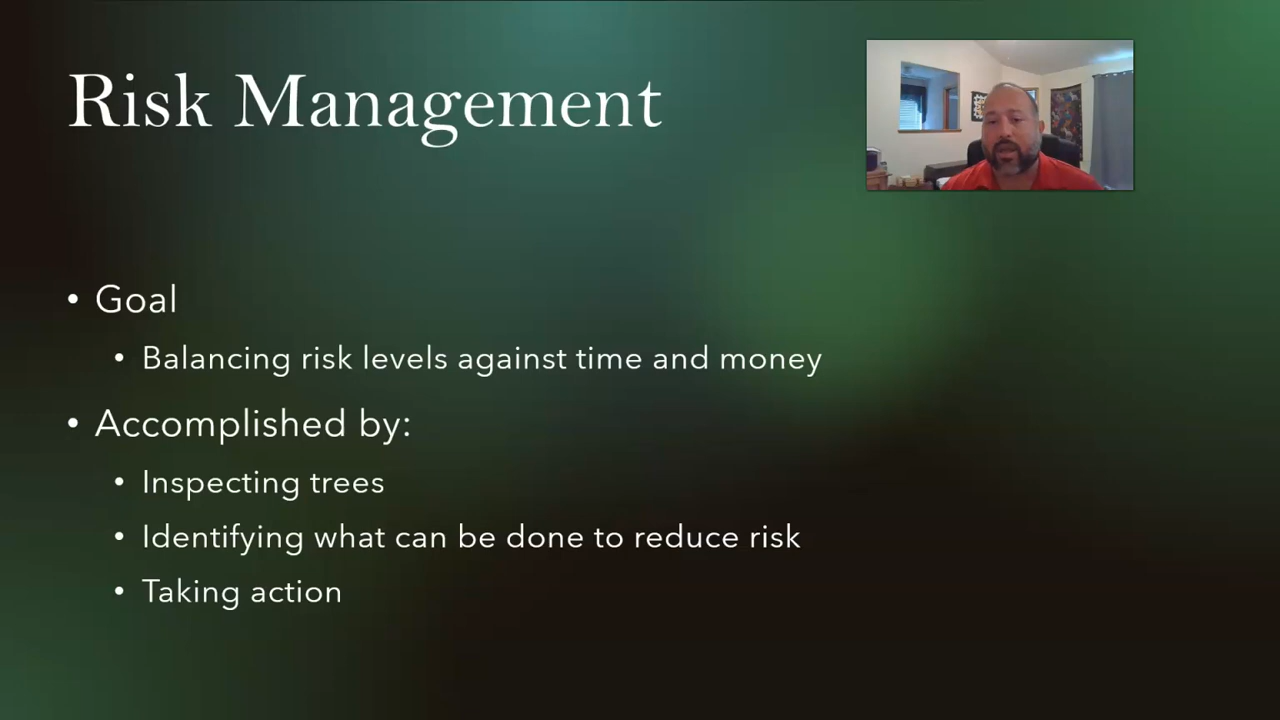 Risk Management
• Goal
• Balancing risk levels against time and money
• Accomplished by:
• Inspecting trees
• Identifying what can be done to reduce risk
• Taking action